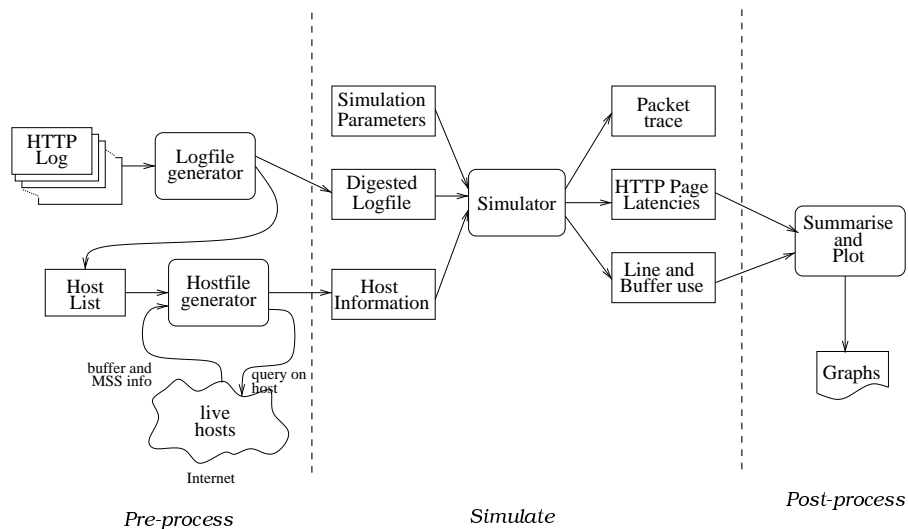 HTTP
Log
Logfile
generator
Host
List
Hostfile
generator
buffer and
MSS info
query on
host
live
hosts
Internet
Pre-process
Simulation
Parameters
Digested
Logfile
Host
Information
Simulator
Packet
trace
HTTP Page
Latencies
Line and
Buffer use
Simulate
Summarise
and
Plot
Graphs
Post-process